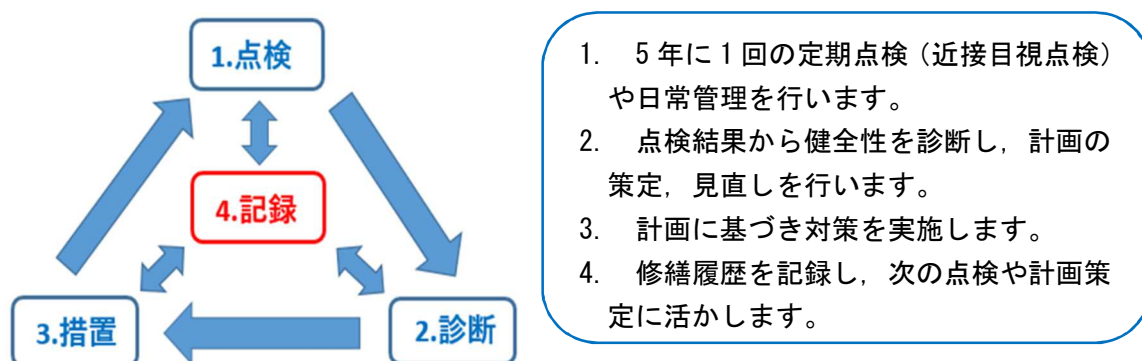 1.点検
4.記録
3.措置
2.診断
1. 5年に1回の定期点検（近接目視点検）
や日常管理を行います。
2. 点検結果から健全性を診断し，計画の
策定，見直しを行います。
3. 計画に基づき対策を実施します。
4. 修繕履歴を記録し，次の点検や計画策
定に活かします。